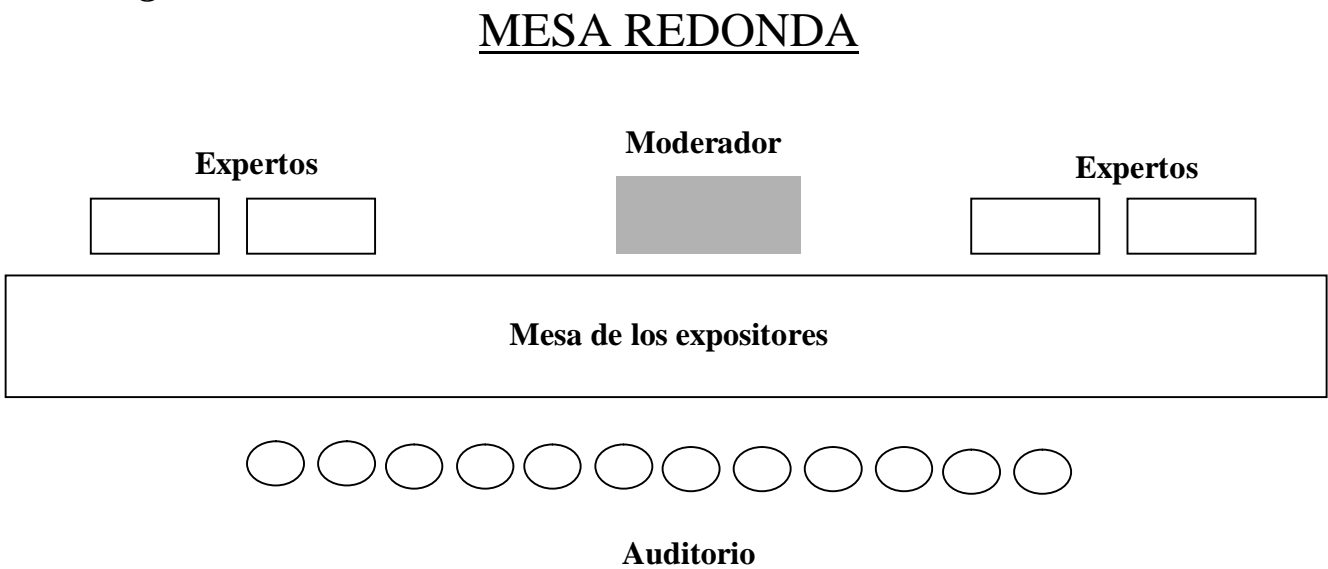 MESA REDONDA
Moderador
Expertos
Expertos
Mesa de los expositores
Auditorio